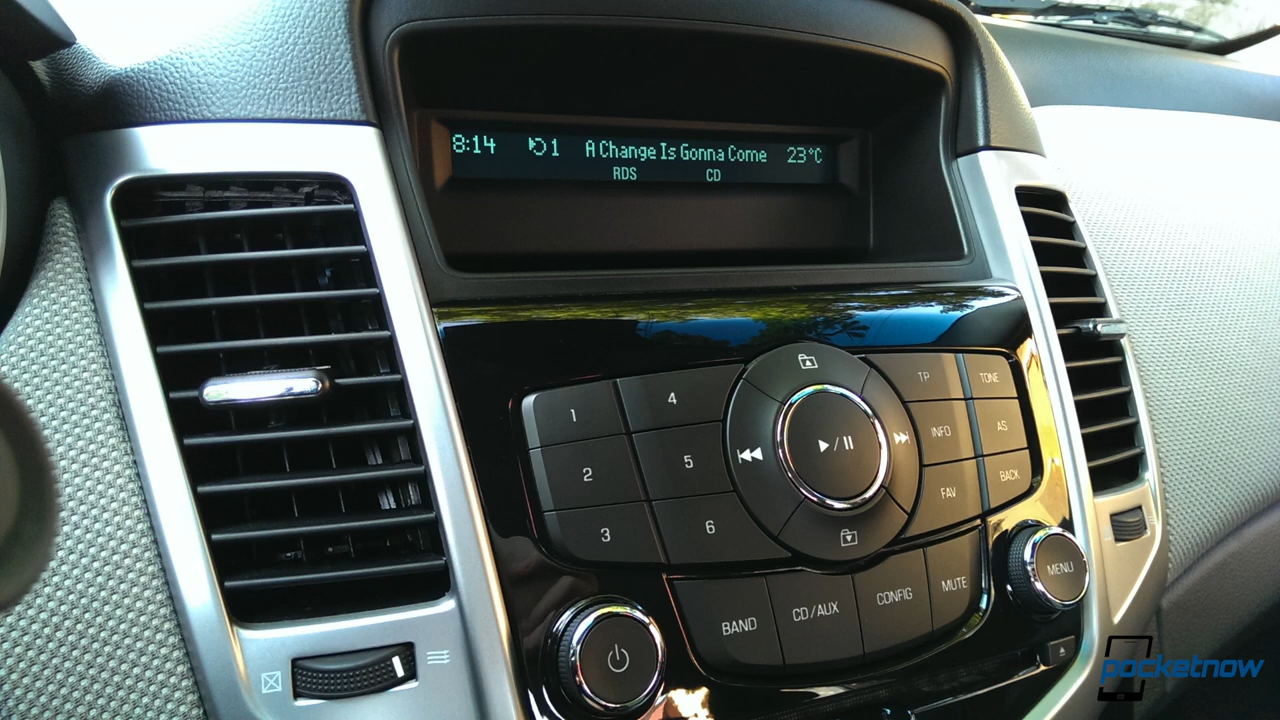 8:14 1 A Change Is Gonna Come 23°C
RDS CD
1 4 TP TONE
2 5 INFO AS
3 6 FAV BACK
BAND CD/AUX CONFIG MUTE MENU
pocketnow